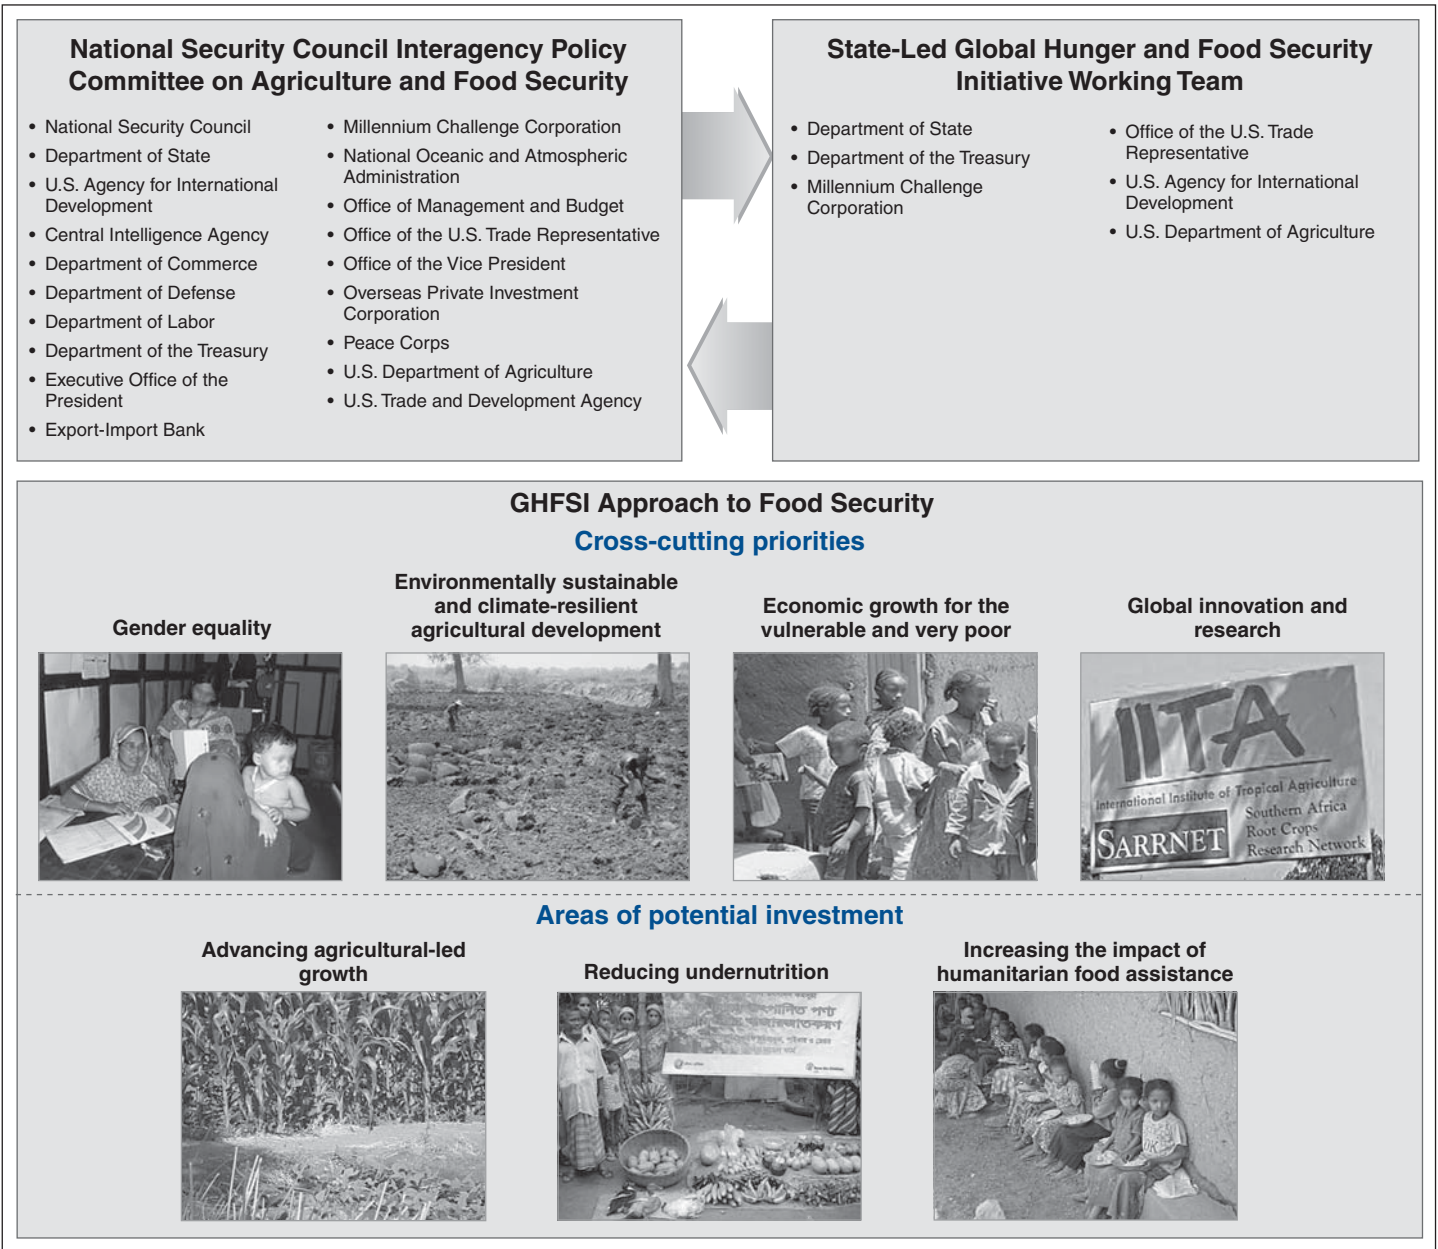 National Security Council Interagency Policy
Committee on Agriculture and Food Security
• National Security Council
• Department of State
• U.S. Agency for International
Development
• Central Intelligence Agency
• Department of Commerce
• Department of Defense
• Department of Labor
• Department of the Treasury
• Executive Office of the
President
• Export-Import Bank
• Millennium Challenge Corporation
• National Oceanic and Atmospheric
Administration
• Office of Management and Budget
• Office of the U.S. Trade Representative
• Office of the Vice President
• Overseas Private Investment
Corporation
• Peace Corps
• U.S. Department of Agriculture
• U.S. Trade and Development Agency
State-Led Global Hunger and Food Security
Initiative Working Team
• Department of State
• Department of the Treasury
• Millennium Challenge
Corporation
• Office of the U.S. Trade
Representative
• U.S. Agency for International
Development
• U.S. Department of Agriculture
GHFSI Approach to Food Security
Cross-cutting priorities
Gender equality
Environmentally sustainable
and climate-resilient
agricultural development
Economic growth for the
vulnerable and very poor
Global innovation and
research
IITA
International Institute of Tropical Agriculture
SARRNET
Southern Africa
Root Crops
Research Network
Areas of potential investment
Advancing agricultural-led
growth
Reducing undernutrition
Increasing the impact of
humanitarian food assistance